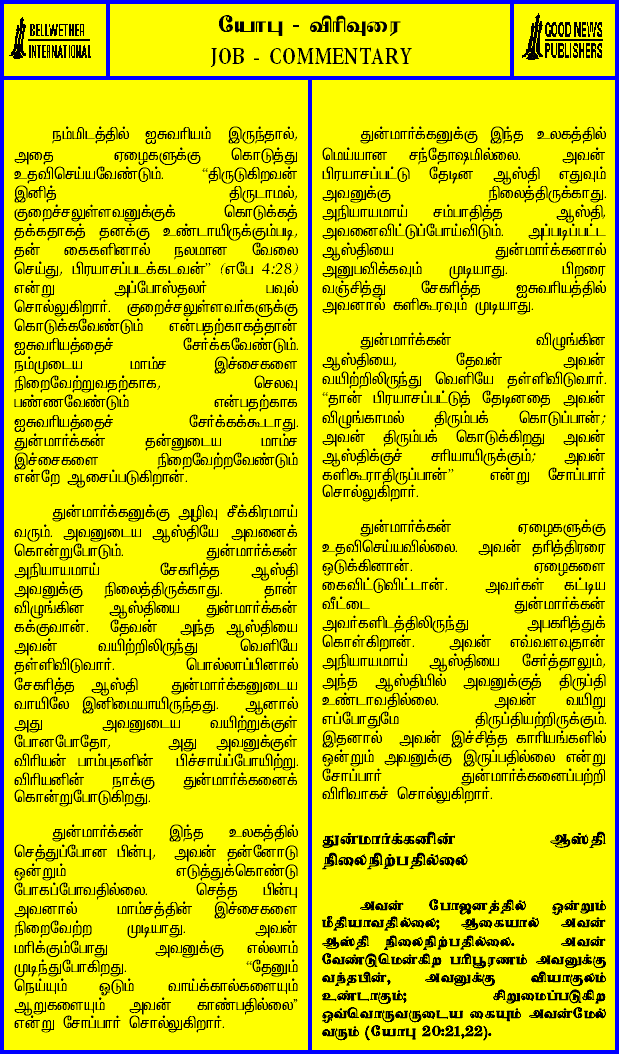 BELLWETHER
INTERNATIONAL
யோபு - விரிவுரை
JOB - COMMENTARY
GOOD NEWS
PUBLISHERS
நம்மிடத்தில் ஐசுவரியம் இருந்தால்,
அதை ஏழைகளுக்கு கொடுத்து
உதவிசெய்யவேண்டும். “திருடுகிறவன்
இனித் திருடாமல்,
குறைச்சலுள்ளவனுக்குக் கொடுக்கத்
தக்கதாகத் தனக்கு உண்டாயிருக்கும்படி,
தன் கைகளினால் நலமான வேலை
செய்து, பிரயாசப்படக்கடவன்” (எபே 4:28)
என்று அப்போஸ்தலர் பவுல்
சொல்லுகிறார். குறைச்சலுள்ளவர்களுக்கு
கொடுக்கவேண்டும் என்பதற்காகத்தான்
ஐசுவரியத்தைச் சேர்க்கவேண்டும்.
நம்முடைய மாம்ச இச்சைகளை
நிறைவேற்றுவதற்காக, செலவு
பண்ணவேண்டும் என்பதற்காக
ஐசுவரியத்தைச் சேர்க்கக்கூடாது.
துன்மார்க்கன் தன்னுடைய மாம்ச
இச்சைகளை நிறைவேற்றவேண்டும்
என்றே ஆசைப்படுகிறான்.
துன்மார்க்கனுக்கு அழிவு சீக்கிரமாய்
வரும். அவனுடைய ஆஸ்தியே அவனைக்
கொன்றுபோடும். துன்மார்க்கன்
அநியாயமாய் சேகரித்த ஆஸ்தி
அவனுக்கு நிலைத்திருக்காது. தான்
விழுங்கின ஆஸ்தியை துன்மார்க்கன்
கக்குவான். தேவன் அந்த ஆஸ்தியை
அவன் வயிற்றிலிருந்து வெளியே
தள்ளிவிடுவார். பொல்லாப்பினால்
சேகரித்த ஆஸ்தி துன்மார்க்கனுடைய
வாயிலே இனிமையாயிருந்தது. ஆனால்
அது அவனுடைய வயிற்றுக்குள்
போனபோதோ, அது அவனுக்குள்
விரியன் பாம்புகளின் பிச்சாய்ப்போயிற்று.
விரியனின் நாக்கு துன்மார்க்கனைக்
கொன்றுபோடுகிறது.
துன்மார்க்கன் இந்த உலகத்தில்
செத்துப்போன பின்பு, அவன் தன்னோடு
ஒன்றும் எடுத்துக்கொண்டு
போகப்போவதில்லை. செத்த பின்பு
அவனால் மாம்சத்தின் இச்சைகளை
நிறைவேற்ற முடியாது. அவன்
மரிக்கும்போது அவனுக்கு எல்லாம்
முடிந்துபோகிறது. “தேனும்
நெய்யும் ஓடும் வாய்க்கால்களையும்
ஆறுகளையும் அவன் காண்பதில்லை”
என்று சோப்பார் சொல்லுகிறார்.
துன்மார்க்கனுக்கு இந்த உலகத்தில்
மெய்யான சந்தோஷமில்லை. அவன்
பிரயாசப்பட்டு தேடின ஆஸ்தி எதுவும்
அவனுக்கு நிலைத்திருக்காது.
அநியாயமாய் சம்பாதித்த ஆஸ்தி,
அவனைவிட்டுப்போய்விடும். அப்படிப்பட்ட
ஆஸ்தியை துன்மார்க்கனால்
அனுபவிக்கவும் முடியாது. பிறரை
வஞ்சித்து சேகரித்த ஐசுவரியத்தில்
அவனால் களிகூரவும் முடியாது.
துன்மார்க்கன் விழுங்கின
ஆஸ்தியை, தேவன் அவன்
வயிற்றிலிருந்து வெளியே தள்ளிவிடுவார்.
“தான் பிரயாசப்பட்டுத் தேடினதை அவன்
விழுங்காமல் திரும்பக் கொடுப்பான்;
அவன் திரும்பக் கொடுக்கிறது அவன்
ஆஸ்திக்குச் சரியாயிருக்கும்; அவன்
களிகூராதிருப்பான்” என்று சோப்பார்
சொல்லுகிறார்.
துன்மார்க்கன் ஏழைகளுக்கு
உதவிசெய்யவில்லை. அவன் தரித்திரரை
ஒடுக்கினான். ஏழைகளை
கைவிட்டுவிட்டான். அவர்கள் கட்டிய
வீட்டை துன்மார்க்கன்
அவர்களிடத்திலிருந்து அபகரித்துக்
கொள்கிறான். அவன் எவ்வளவுதான்
அநியாயமாய் ஆஸ்தியை சேர்த்தாலும்,
அந்த ஆஸ்தியில் அவனுக்குத் திருப்தி
உண்டாவதில்லை. அவன் வயிறு
எப்போதுமே திருப்தியற்றிருக்கும்.
இதனால் அவன் இச்சித்த காரியங்களில்
ஒன்றும் அவனுக்கு இருப்பதில்லை என்று
சோப்பார் துன்மார்க்கனைப்பற்றி
விரிவாகச் சொல்லுகிறார்.
துன்மார்க்கனின் ஆஸ்தி
நிலைநிற்பதில்லை
அவன் போஜனத்தில் ஒன்றும்
மீதியாவதில்லை; ஆகையால் அவன்
ஆஸ்தி நிலைநிற்பதில்லை. அவன்
வேண்டுமென்கிற பரிபூரணம் அவனுக்கு
வந்தபின், அவனுக்கு வியாகுலம்
உண்டாகும்; சிறுமைப்படுகிற
ஒவ்வொருவருடைய கையும் அவன்மேல்
வரும் (யோபு 20:21,22).